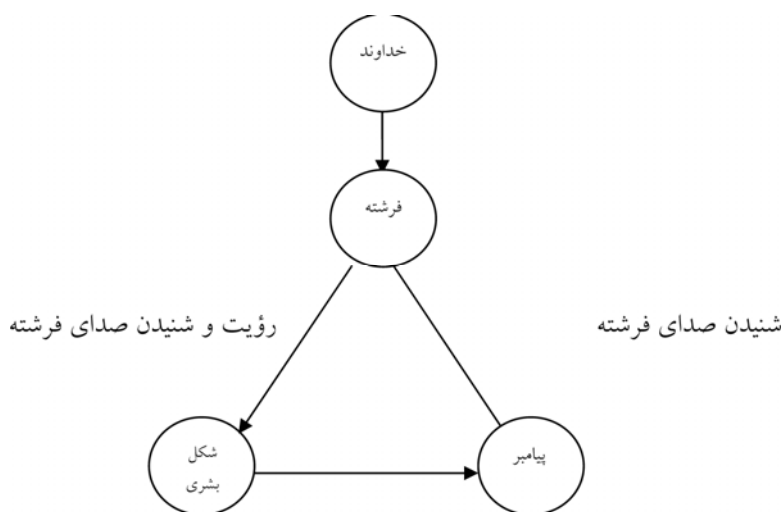 خداوند
فرشته
شنیدن صدای فرشته
رؤیت و شنیدن صدای فرشته
پیامبر
شکل
بشری